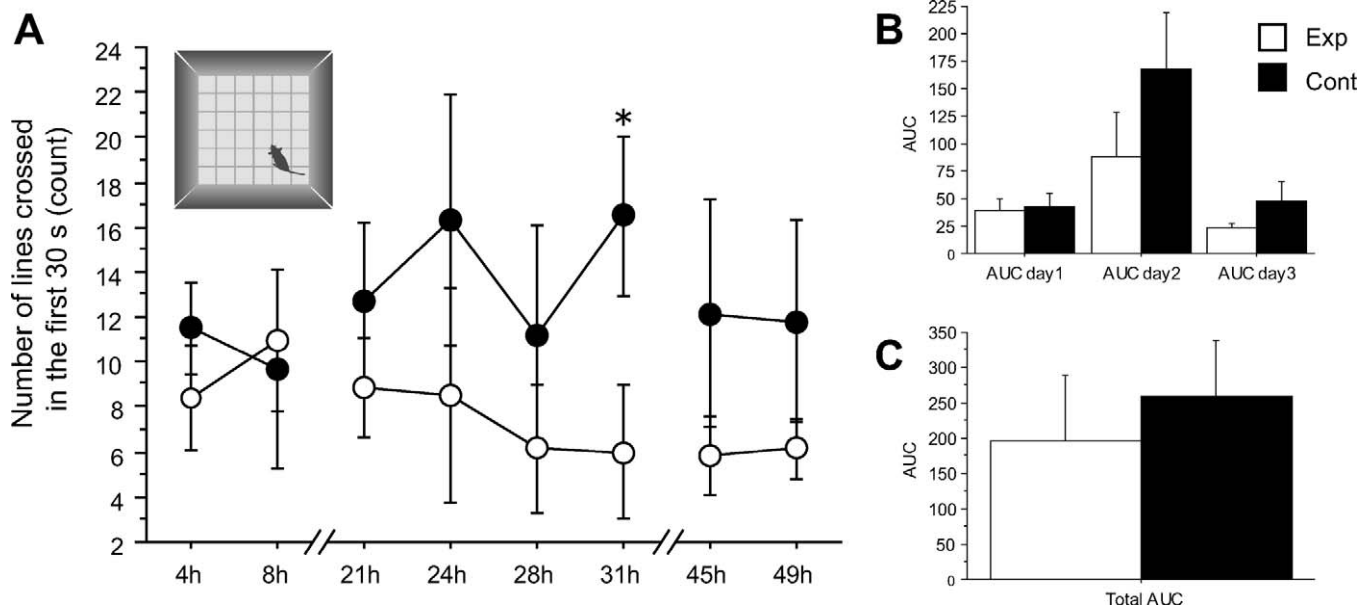 A
Number of lines crossed
in the first 30 s (count)
24
22
20
18
16
14
12
10
8
6
4
2
*
4h 8h 21h 24h 28h 31h 45h 49h
B
AUC
225
200
175
150
125
100
75
50
25
0
AUC day1 AUC day2 AUC day3
Exp
Cont
C
AUC
350
300
250
200
150
100
50
0
Total AUC